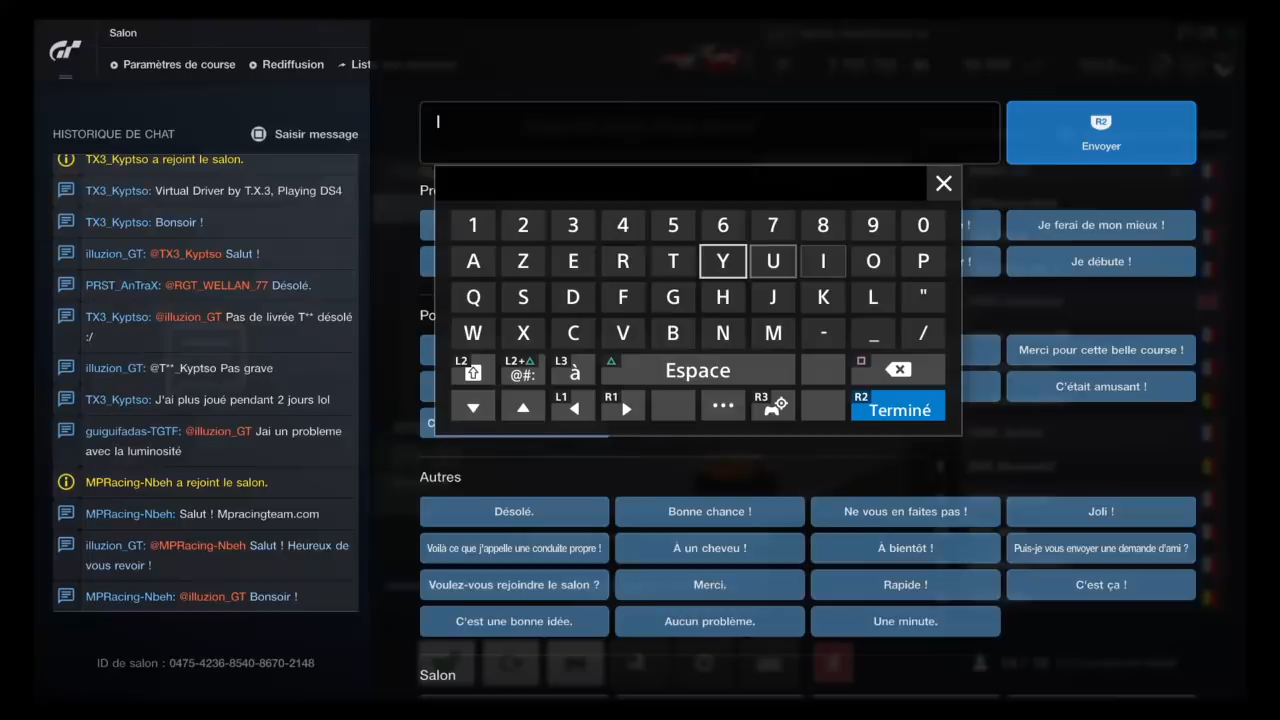 Salon
Paramètres de course
Rediffusion
List
HISTORIQUE DE CHAT
Saisir message
TX3_Kyptso a rejoint le salon.
TX3_Kyptso: Virtual Driver by T.X.3, Playing DS4
TX3_Kyptso: Bonsoir !
illuzion_GT: @TX3_Kyptso Salut !
PRST_AnTraX: @RGT_WELLAN_77 Désolé.
TX3_Kyptso: @illuzion_GT Pas de livrée T** désolé
:/
illuzion_GT: @T**_Kyptso Pas grave
TX3_Kyptso: J'ai plus joué pendant 2 jours lol
guiguifadas-TGTF: @illuzion_GT Jai un probleme
avec la luminosité
MPRacing-Nbeh a rejoint le salon.
MPRacing-Nbeh: Salut ! Mpracingteam.com
illuzion_GT: @MPRacing-Nbeh Salut ! Heureux de
vous revoir !
MPRacing-Nbeh: @illuzion_GT Bonsoir !
ID de salon : 0475-4236-8540-8670-2148
R2
Envoyer
1 2 3 4 5 6 7 8 9 0
A Z E R T Y U I O P
Q S D F G H J K L "
W X C V B N M - _ /
L2 L2+△ @#: L3 à Espace
L1 R1 ... R3 R2 Terminé
Je ferai de mon mieux !
Je débute !
Merci pour cette belle course !
C'était amusant !
Autres
Désolé. Bonne chance ! Ne vous en faites pas ! Joli !
Voilà ce que j'appelle une conduite propre ! À un cheveu ! À bientôt ! Puis-je vous envoyer une demande d'ami ?
Voulez-vous rejoindre le salon ? Merci. Rapide ! C'est ça !
C'est une bonne idée. Aucun problème. Une minute.
Salon